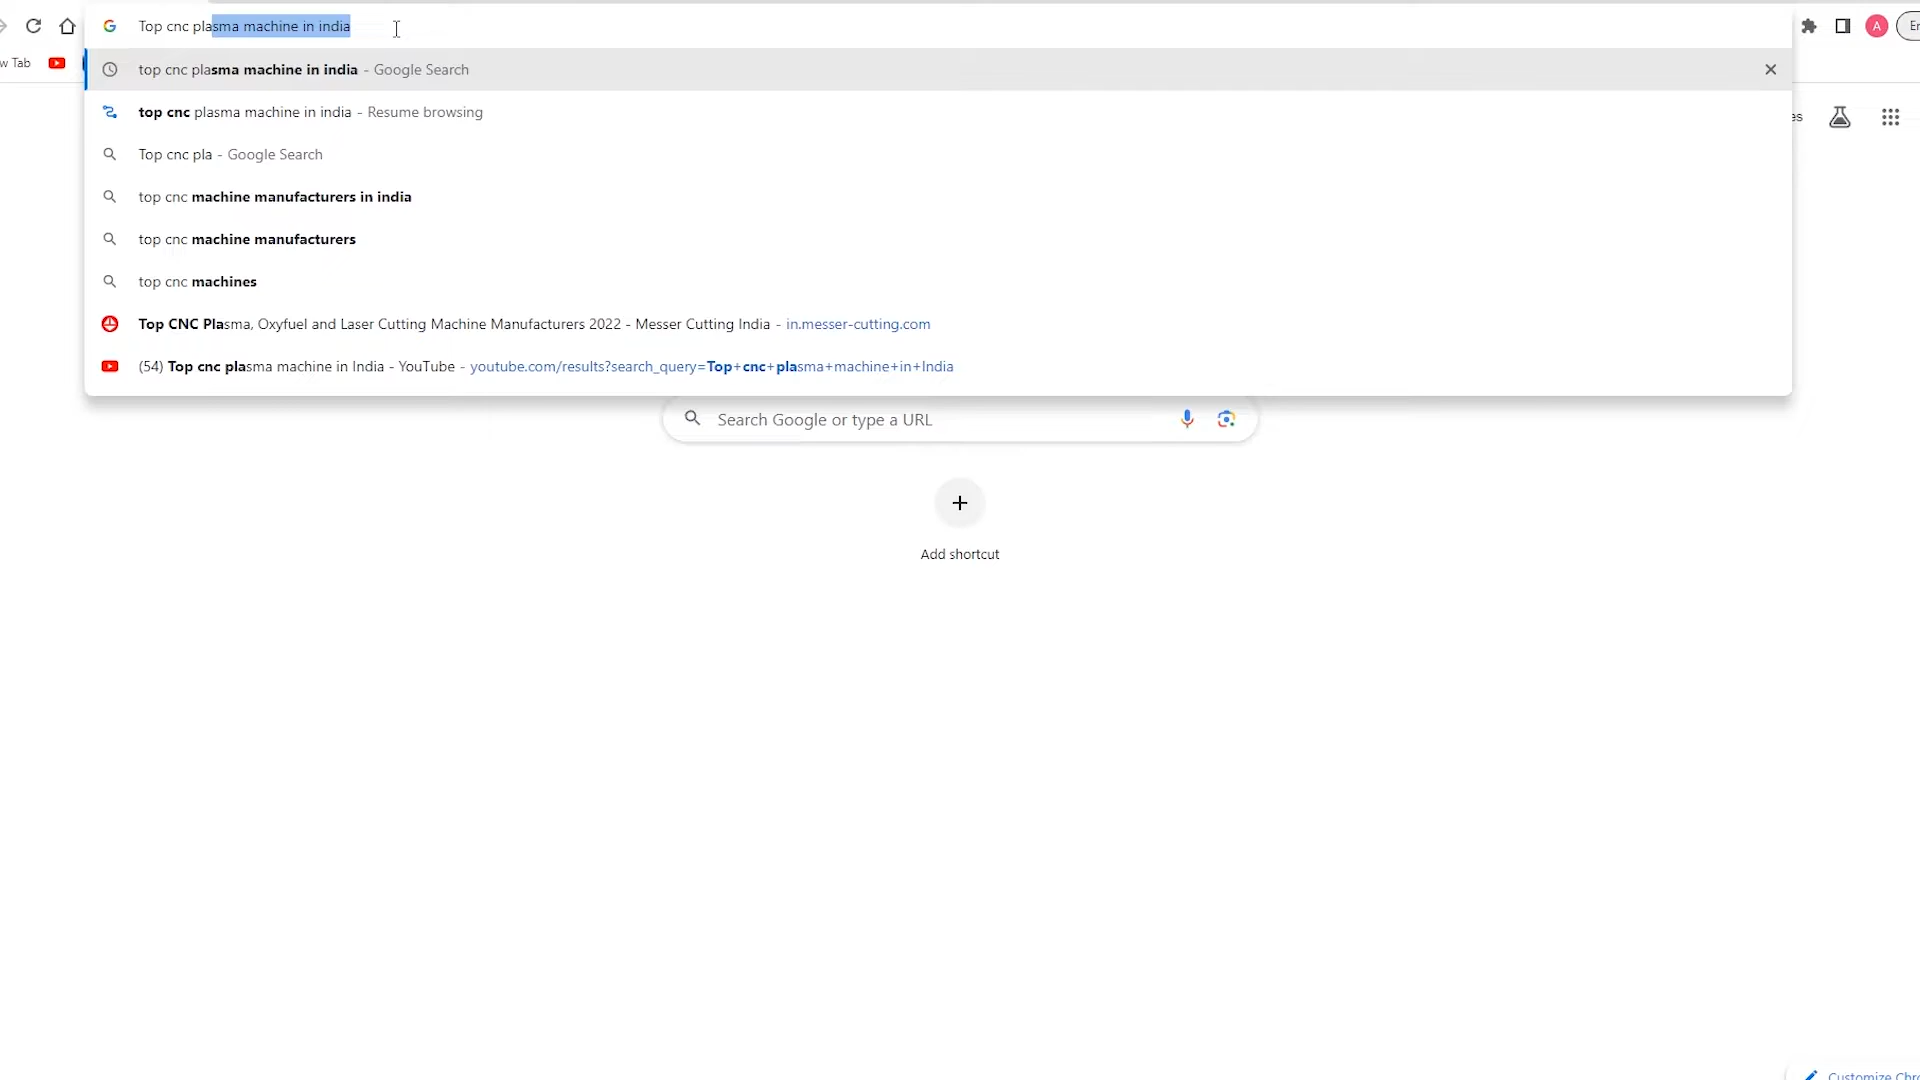 Top cnc plasma machine in india
w Tab
top cnc plasma machine in india - Google Search
top cnc plasma machine in india - Resume browsing
Top cnc pla - Google Search
top cnc machine manufacturers in india
top cnc machine manufacturers
top cnc machines
Top CNC Plasma, Oxyfuel and Laser Cutting Machine Manufacturers 2022 - Messer Cutting India - in.messer-cutting.com
(54) Top cnc plasma machine in India - YouTube - youtube.com/results?search_query=Top+cnc+plasma+machine+in+India
A
Er
es
Search Google or type a URL
Add shortcut
Customize Chro